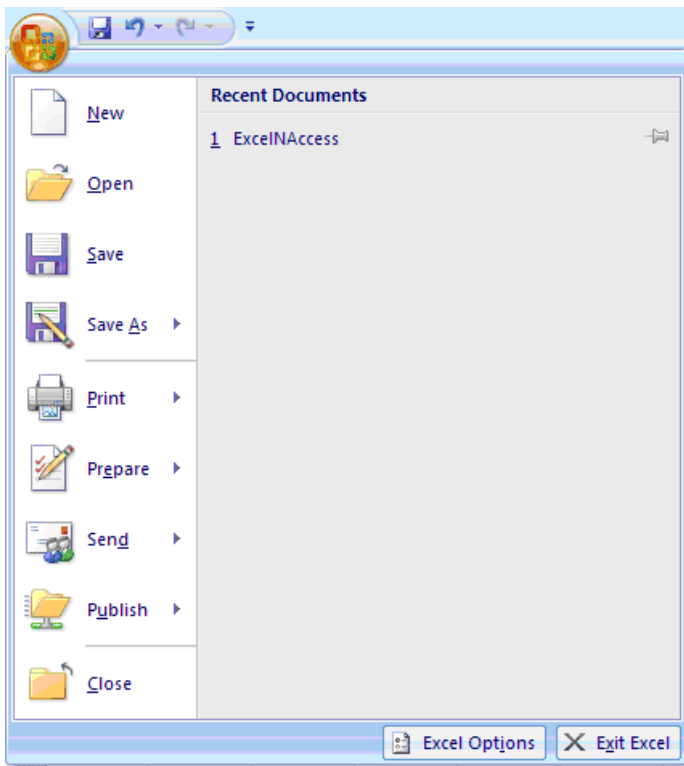 New
Open
Save
Save As
Print
Prepare
Send
Publish
Close
Recent Documents
1 ExcelNAccess
Excel Options
Exit Excel